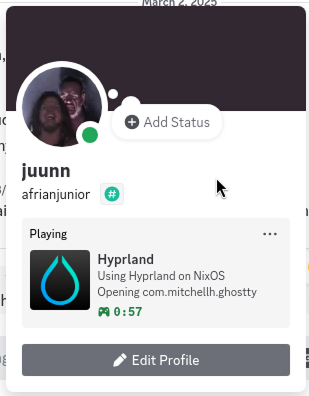 March 2, 2025
Add Status
juunn
afrianjunior #
Playing
Hyprland
Using Hyprland on NixOS
Opening com.mitchellh.ghostty
0:57
Edit Profile